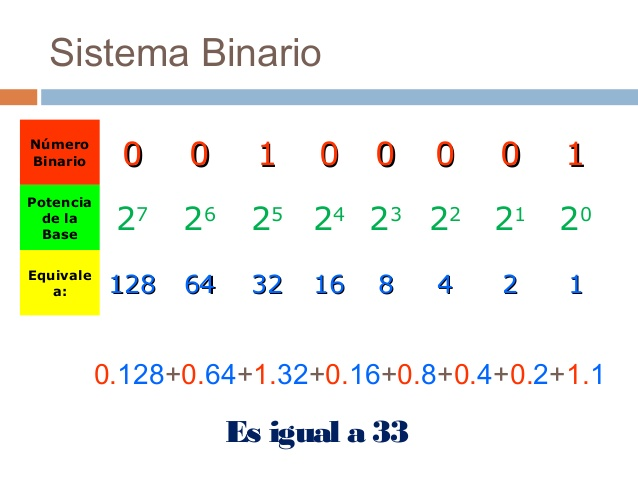 Sistema Binario
Número Binario 0 0 1 0 0 0 0 1
Potencia de la Base 2⁷ 2⁶ 2⁵ 2⁴ 2³ 2² 2¹ 2⁰
Equivale a: 128 64 32 16 8 4 2 1
0.128+0.64+1.32+0.16+0.8+0.4+0.2+1.1
Es igual a 33